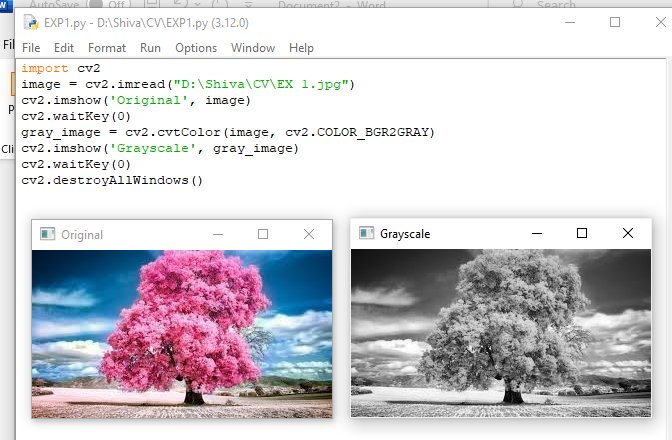 AutoSave Off Document2 - Word Search
EXP1.py - D:\Shiva\CV\EXP1.py (3.12.0)
File Edit Format Run Options Window Help
import cv2
image = cv2.imread("D:\Shiva\CV\EX 1.jpg")
cv2.imshow('Original', image)
cv2.waitKey(0)
gray_image = cv2.cvtColor(image, cv2.COLOR_BGR2GRAY)
cv2.imshow('Grayscale', gray_image)
cv2.waitKey(0)
cv2.destroyAllWindows()
Original
Grayscale